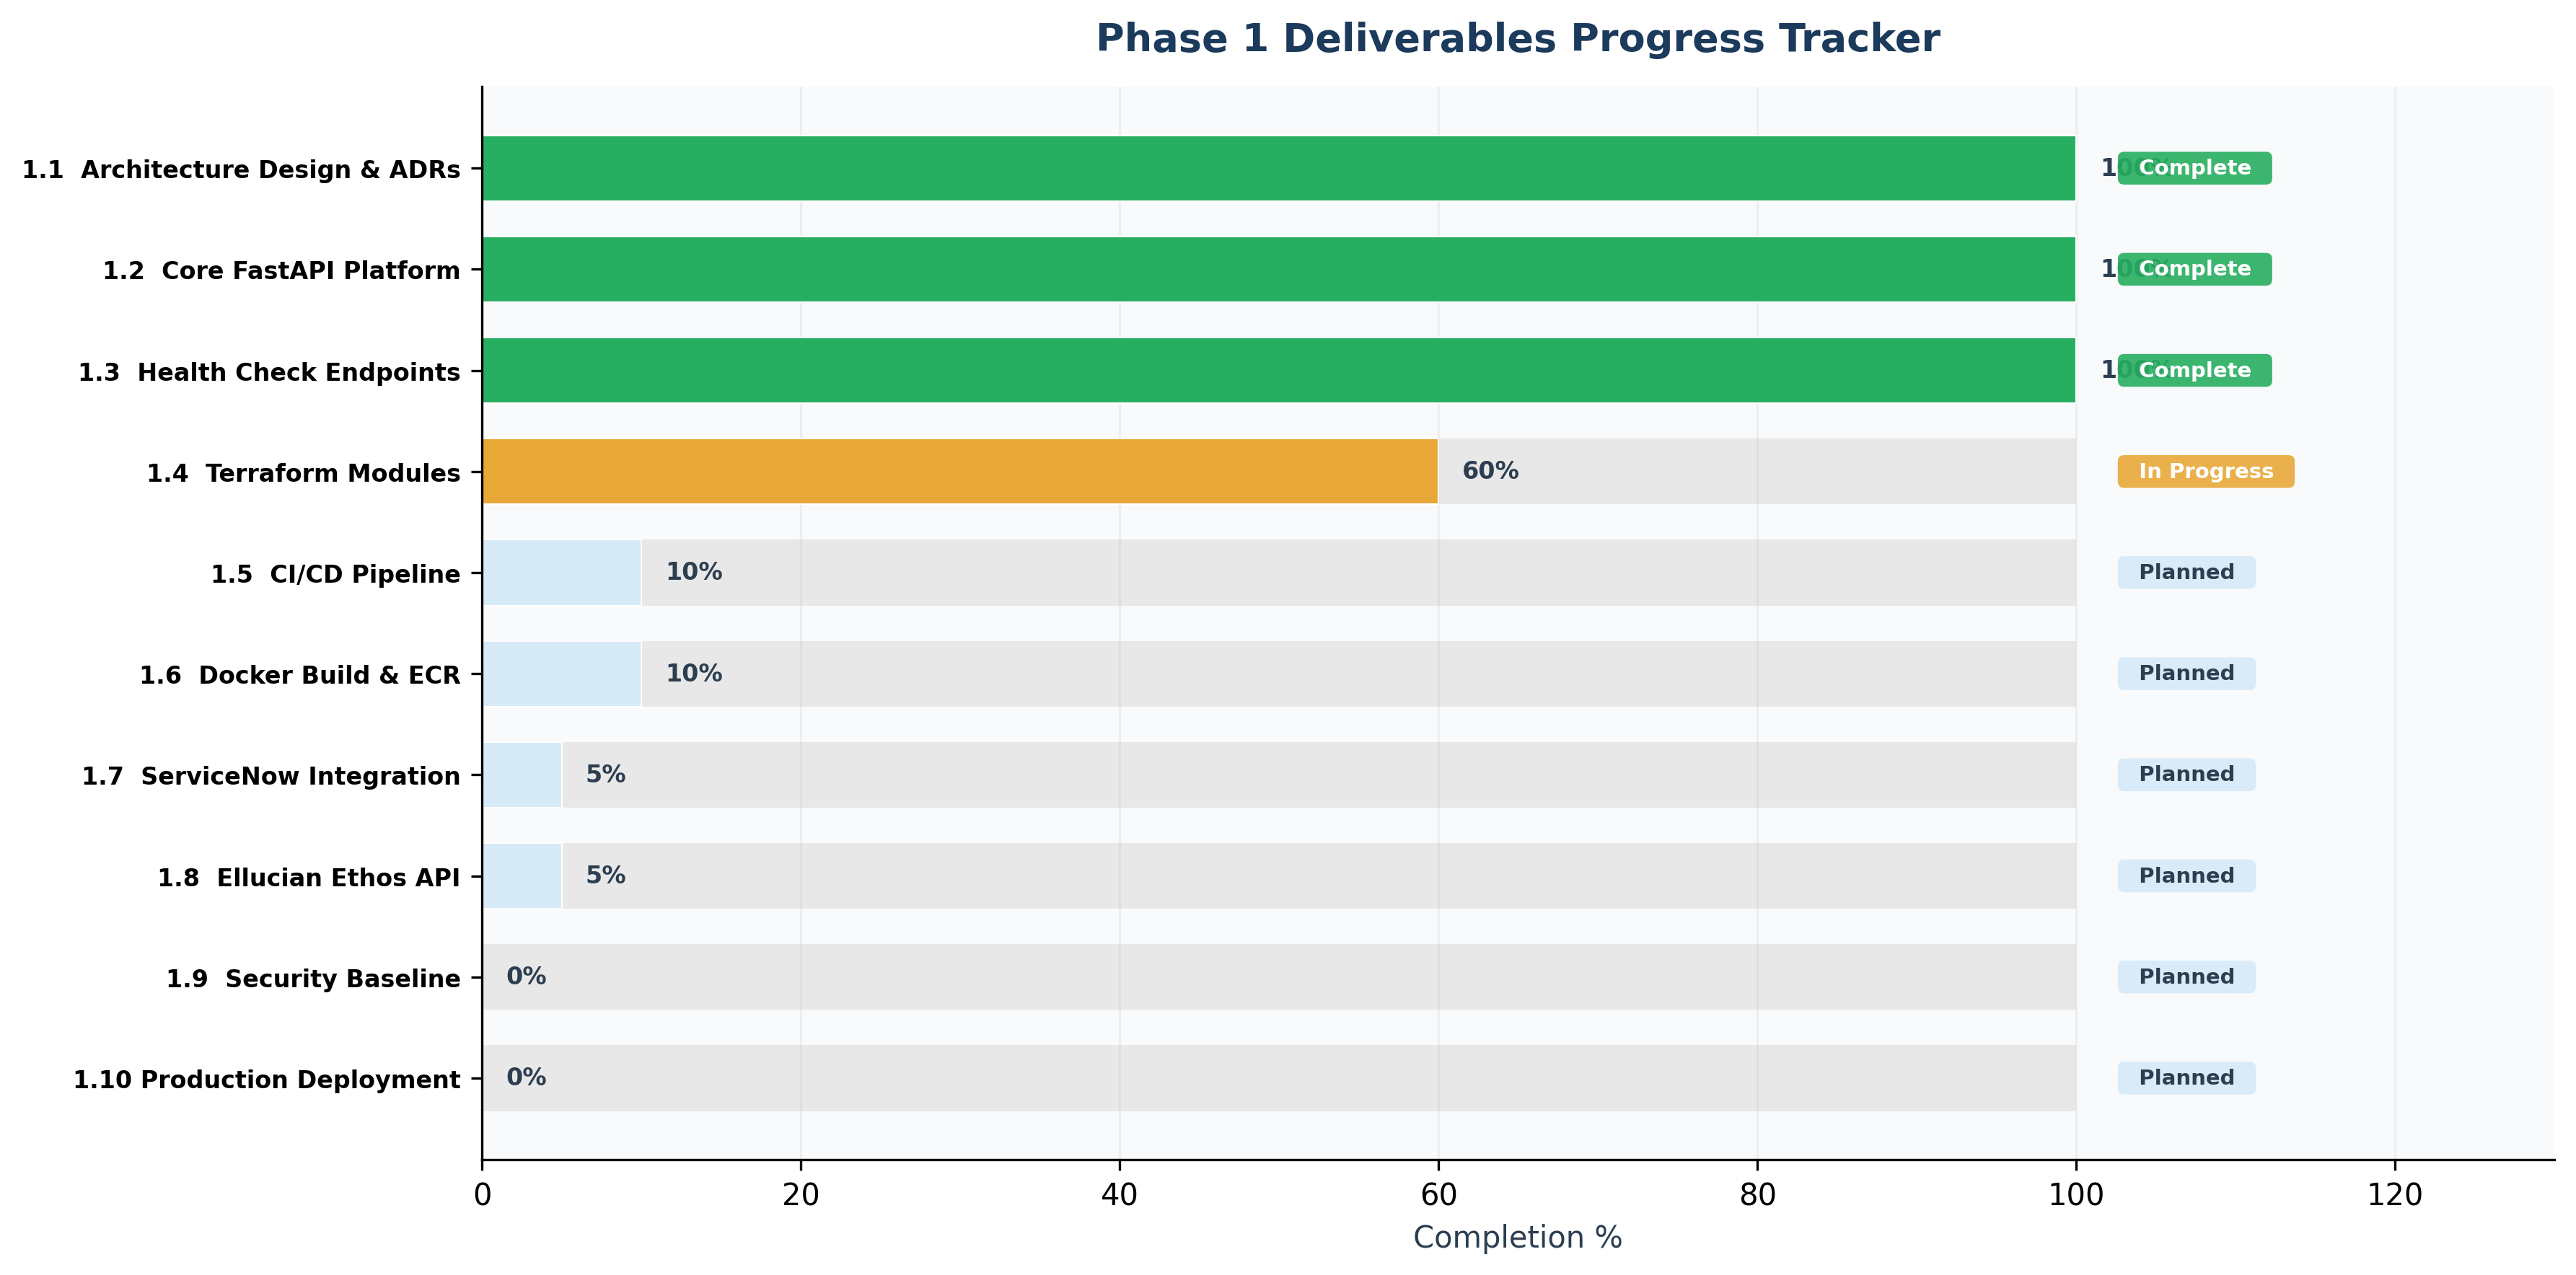 Phase 1 Deliverables Progress Tracker
1.1 Architecture Design & ADRs 100% Complete
1.2 Core FastAPI Platform 100% Complete
1.3 Health Check Endpoints 100% Complete
1.4 Terraform Modules 60% In Progress
1.5 CI/CD Pipeline 10% Planned
1.6 Docker Build & ECR 10% Planned
1.7 ServiceNow Integration 5% Planned
1.8 Ellucian Ethos API 5% Planned
1.9 Security Baseline 0% Planned
1.10 Production Deployment 0% Planned
0 20 40 60 80 100 120
Completion %